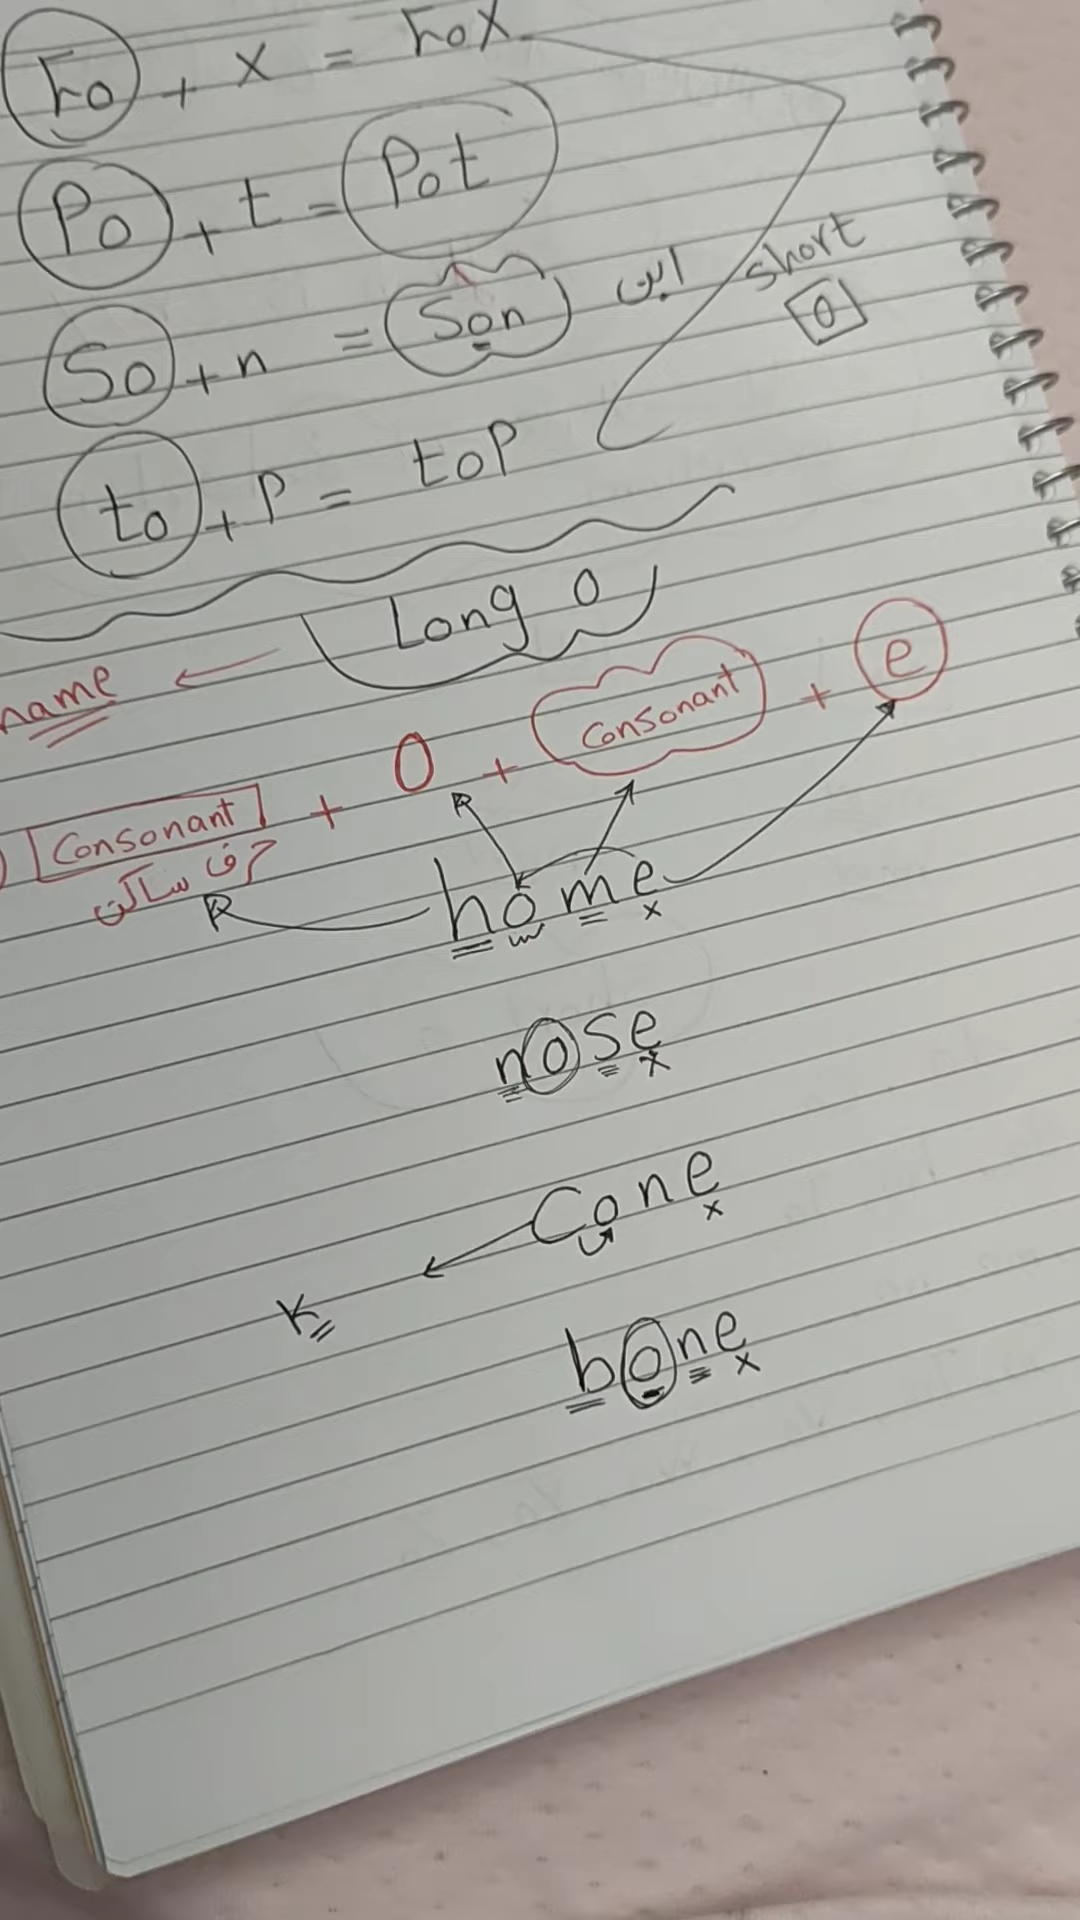 Fo + x = Fox
Po + t = Pot
So + n = Son ابن
short
o
to + P = toP
Long o
name
Consonant + O + Consonant + e
حرف ساكن
home
x
nose
x
Cone
x
K
bone
x